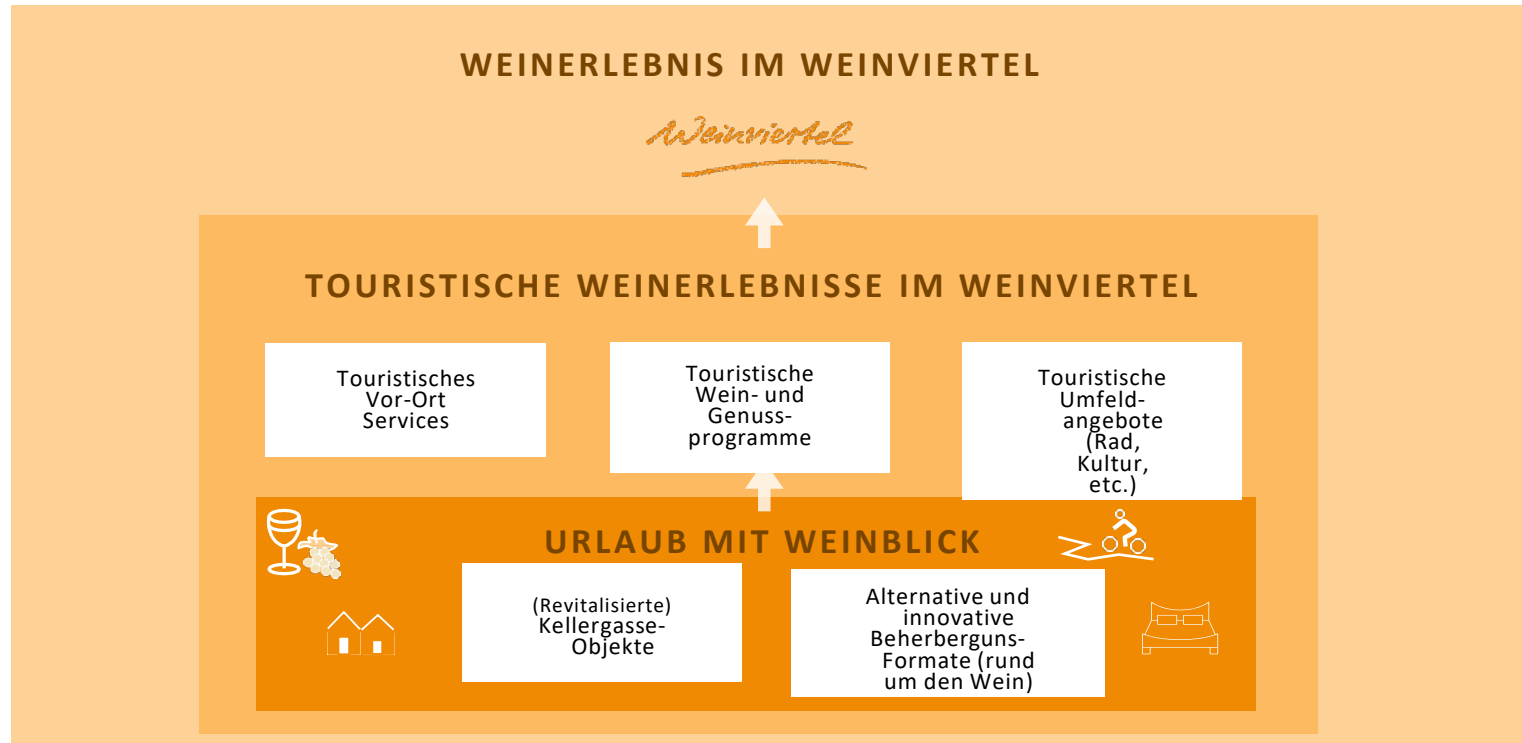 WEINERLEBNIS IM WEINVIERTEL
Weinviertel
TOURISTISCHE WEINERLEBNISSE IM WEINVIERTEL
Touristisches
Vor-Ort
Services
Touristische
Wein- und
Genuss-
programme
Touristische
Umfeld-
angebote
(Rad,
Kultur,
etc.)
URLAUB MIT WEINBLICK
(Revitalisierte)
Kellergasse-
Objekte
Alternative und
innovative
Beherberguns-
Formate (rund
um den Wein)